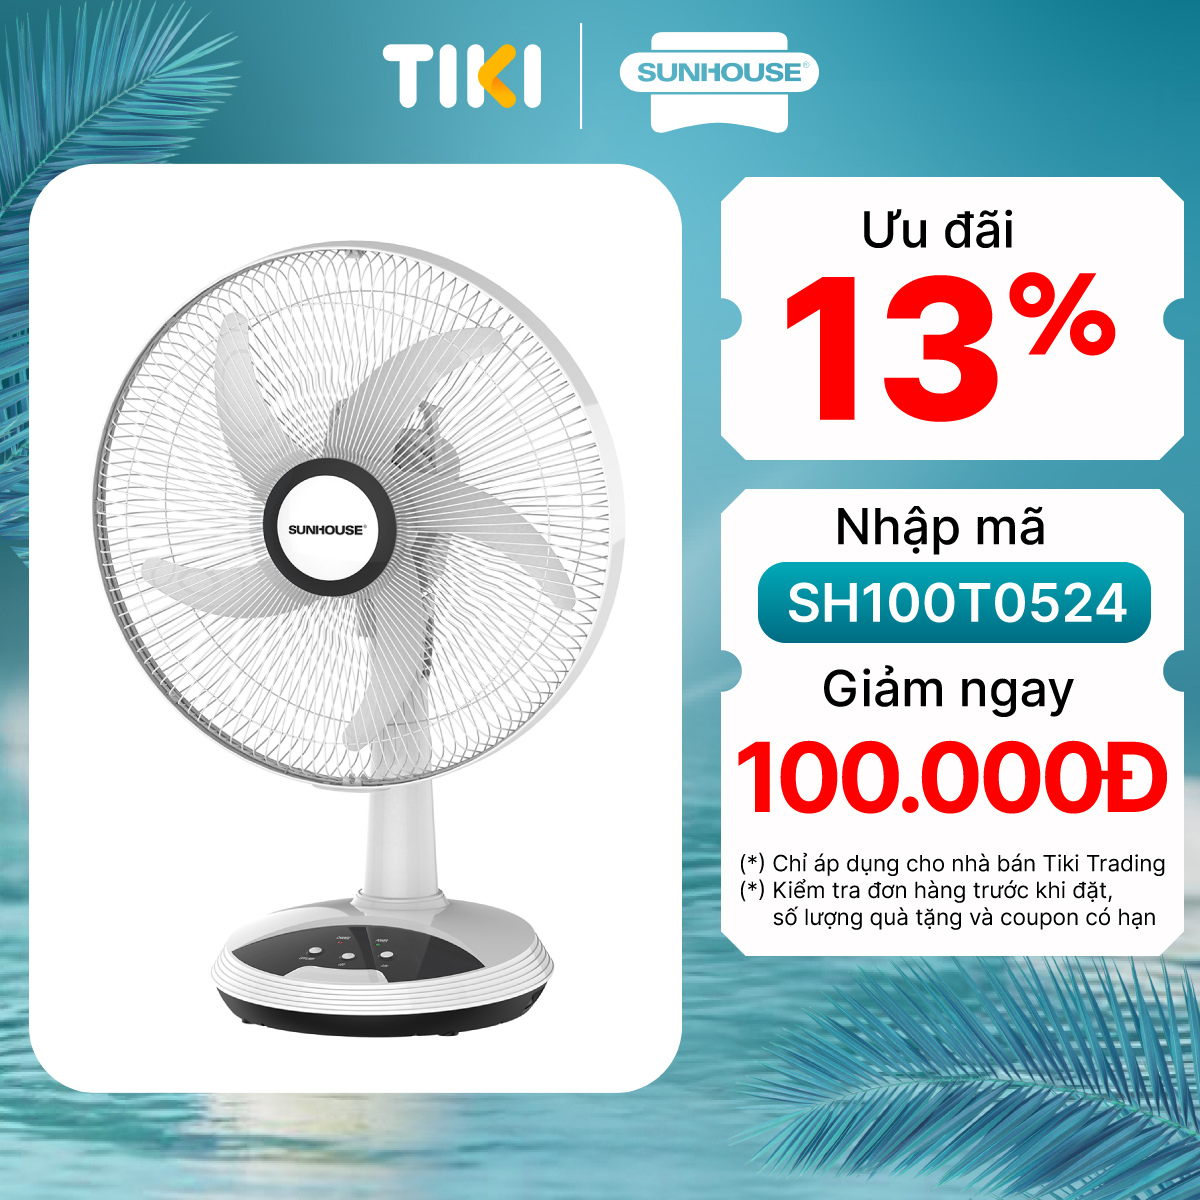 TIKI
SUNHOUSE®
Ưu đãi
13%
Nhập mã
SH100T0524
Giảm ngay
100.000Đ
(*) Chỉ áp dụng cho nhà bán Tiki Trading
(*) Kiểm tra đơn hàng trước khi đặt,
số lượng quà tặng và coupon có hạn
SUNHOUSE®